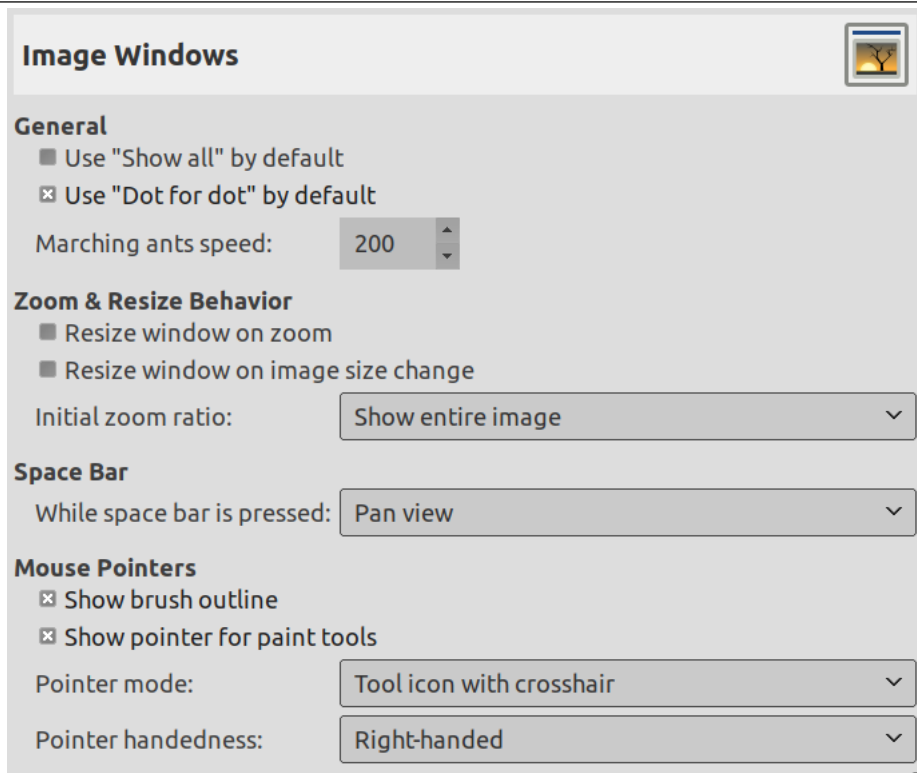 Image Windows
General
Use "Show all" by default
Use "Dot for dot" by default
Marching ants speed: 200
Zoom & Resize Behavior
Resize window on zoom
Resize window on image size change
Initial zoom ratio: Show entire image
Space Bar
While space bar is pressed: Pan view
Mouse Pointers
Show brush outline
Show pointer for paint tools
Pointer mode: Tool icon with crosshair
Pointer handedness: Right-handed